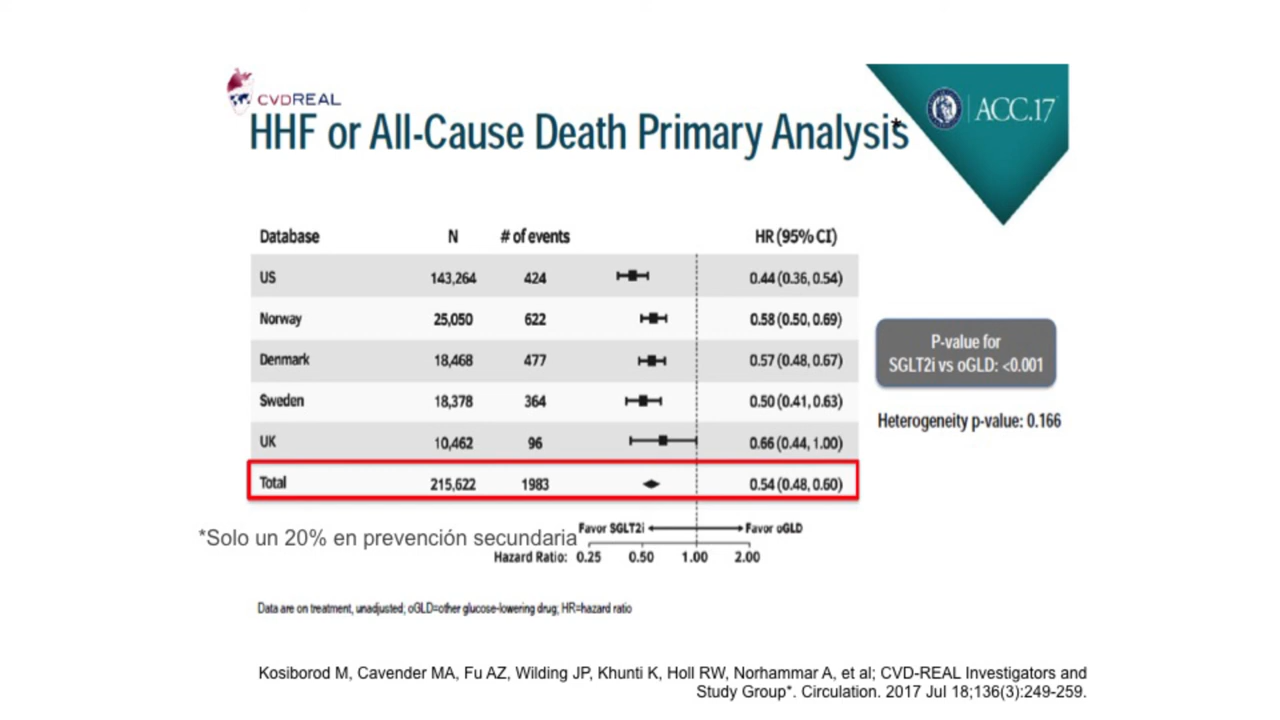 CVDREAL
HHF or All-Cause Death Primary Analysis*
ACC.17
Database N # of events HR (95% CI)
US 143,264 424 0.44 (0.36, 0.54)
Norway 25,050 622 0.58 (0.50, 0.69)
Denmark 18,468 477 0.57 (0.48, 0.67)
Sweden 18,378 364 0.50 (0.41, 0.63)
UK 10,462 96 0.66 (0.44, 1.00)
Total 215,622 1983 0.54 (0.48, 0.60)
P-value for
SGLT2i vs oGLD: <0.001
Heterogeneity p-value: 0.166
*Solo un 20% en prevención secundaria
Favor SGLT2i Favor oGLD
Hazard Ratio: 0.25 0.50 1.00 2.00
Data are on treatment, unadjusted; oGLD=other glucose-lowering drug; HR=hazard ratio
Kosiborod M, Cavender MA, Fu AZ, Wilding JP, Khunti K, Holl RW, Norhammar A, et al; CVD-REAL Investigators and
Study Group*. Circulation. 2017 Jul 18;136(3):249-259.